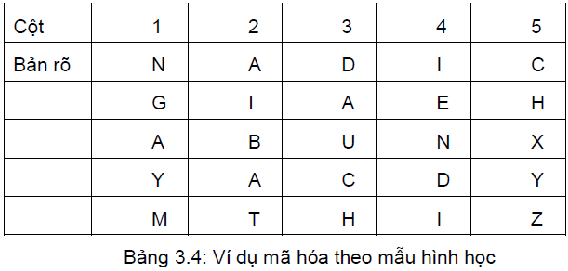 Cột 1 2 3 4 5
Bản rõ N A D I C
G I A E H
A B U N X
Y A C D Y
M T H I Z
Bảng 3.4: Ví dụ mã hóa theo mẫu hình học